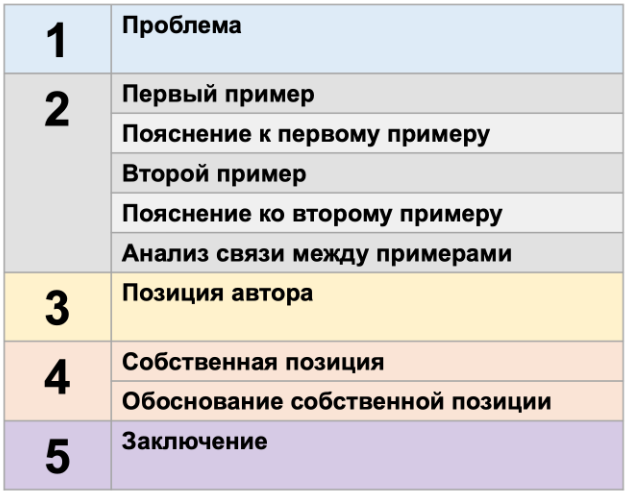 1
Проблема
2
Первый пример
Пояснение к первому примеру
Второй пример
Пояснение ко второму примеру
Анализ связи между примерами
3
Позиция автора
4
Собственная позиция
Обоснование собственной позиции
5
Заключение